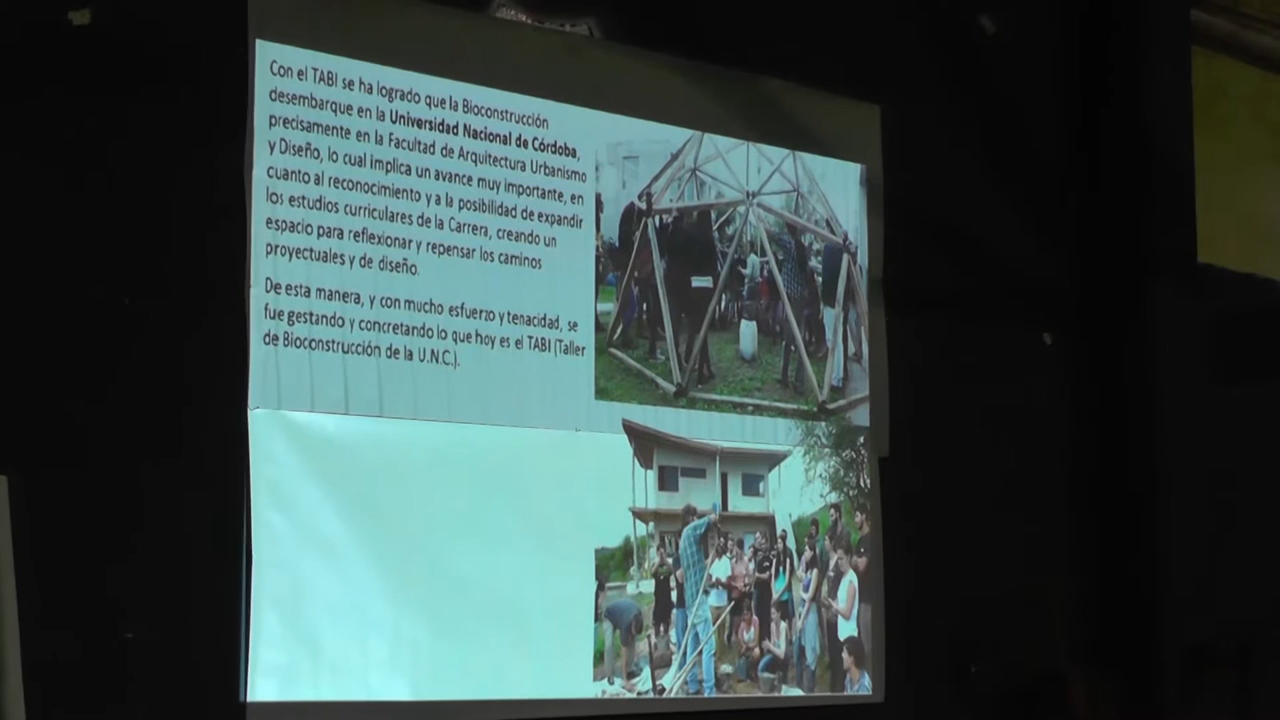 Con el TABI se ha logrado que la Bioconstrucción
desembarque en la Universidad Nacional de Córdoba,
precisamente en la Facultad de Arquitectura Urbanismo
y Diseño, lo cual implica un avance muy importante, en
cuanto al reconocimiento y a la posibilidad de expandir
los estudios curriculares de la Carrera, creando un
espacio para reflexionar y repensar los caminos
proyectuales y de diseño.
De esta manera, y con mucho esfuerzo y tenacidad, se
fue gestando y concretando lo que hoy es el TABI (Taller
de Bioconstrucción de la U.N.C.).